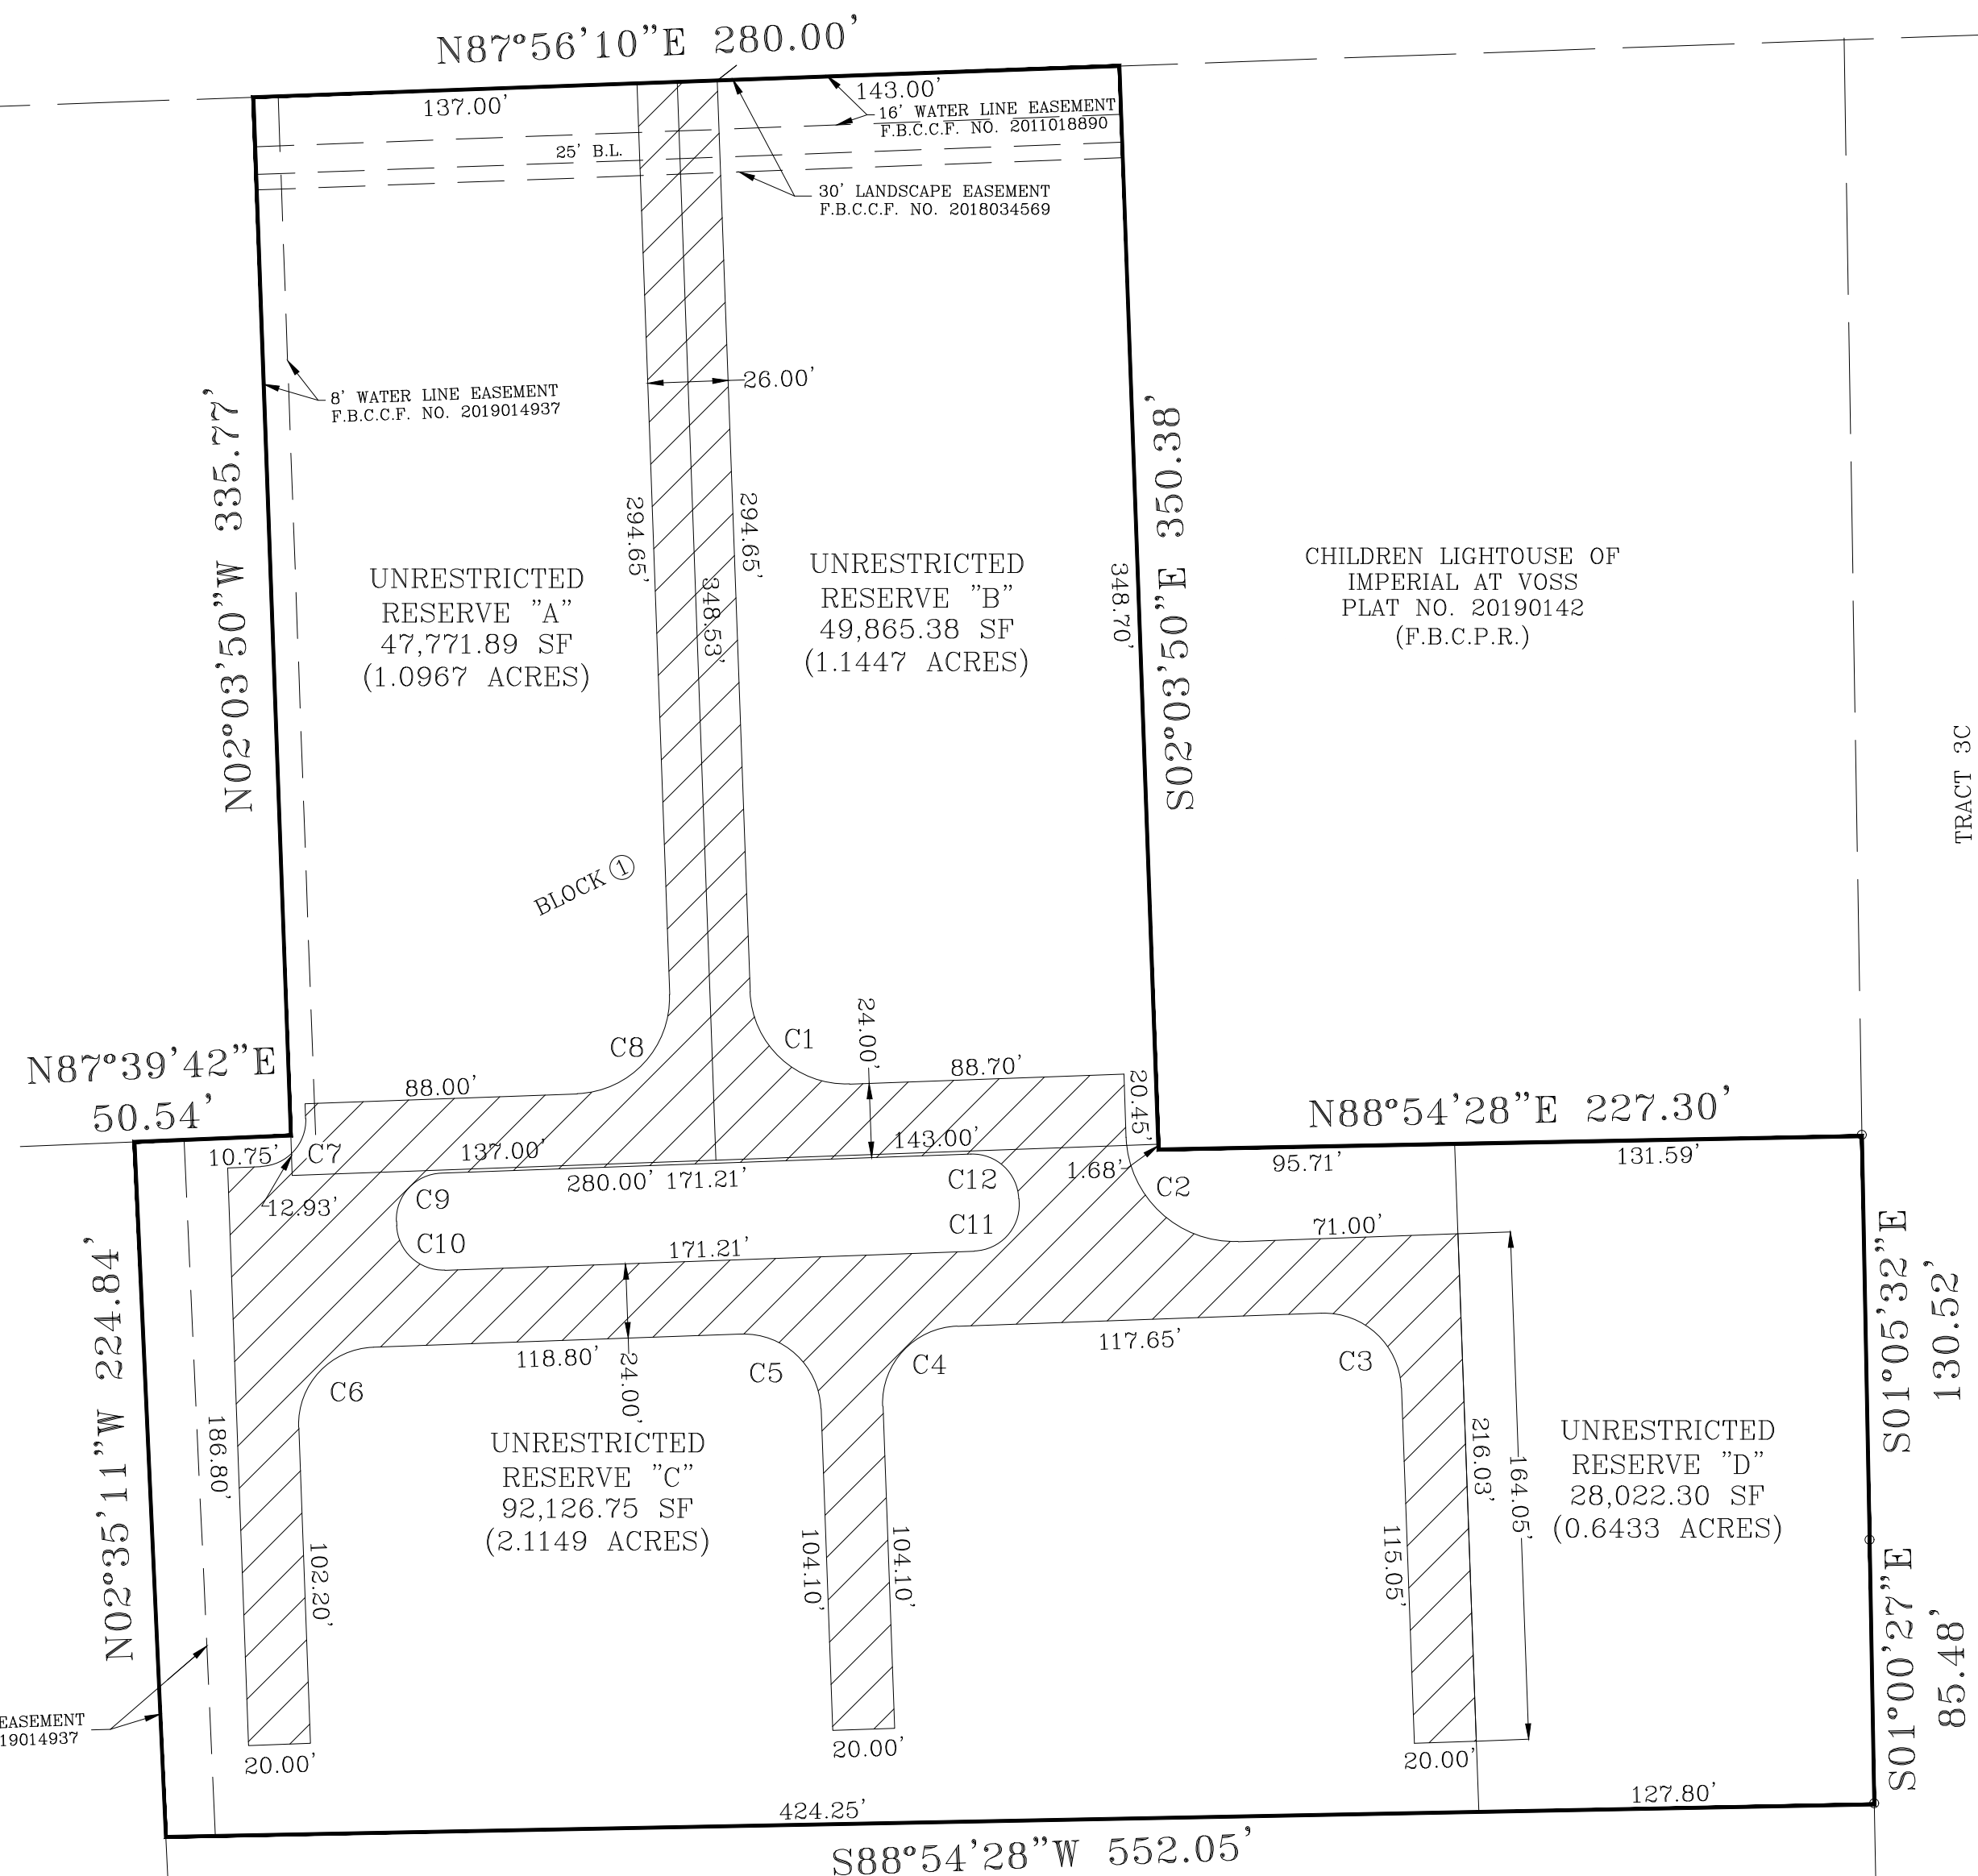 N87°56'10"E 280.00'
137.00'
143.00'
16' WATER LINE EASEMENT
F.B.C.C.F. NO. 2011018890
25' B.L.
30' LANDSCAPE EASEMENT
F.B.C.C.F. NO. 2018034569
26.00'
8' WATER LINE EASEMENT
F.B.C.C.F. NO. 2019014937
N02°03'50"W 335.77'
294.65'
294.65'
348.53'
348.70'
S02°03'50"E 350.38'
UNRESTRICTED
RESERVE "A"
47,771.89 SF
(1.0967 ACRES)
UNRESTRICTED
RESERVE "B"
49,865.38 SF
(1.1447 ACRES)
CHILDREN LIGHTOUSE OF
IMPERIAL AT VOSS
PLAT NO. 20190142
(F.B.C.P.R.)
TRACT 3C
BLOCK 1
C8
C1
24.00'
88.00'
88.70'
20.45'
N87°39'42"E
50.54'
N88°54'28"E 227.30'
10.75'
C7
137.00'
143.00'
12.93'
280.00'
171.21'
1.68'
95.71'
131.59'
C9
C12
C2
C10
C11
171.21'
71.00'
118.80'
24.00'
117.65'
C6
C5
C4
C3
N02°35'11"W 224.84'
186.80'
S01°05'32"E
130.52'
UNRESTRICTED
RESERVE "C"
92,126.75 SF
(2.1149 ACRES)
216.03'
164.05'
UNRESTRICTED
RESERVE "D"
28,022.30 SF
(0.6433 ACRES)
102.20'
104.10'
104.10'
115.05'
S01°00'27"E
85.48'
EASEMENT
19014937
20.00'
20.00'
20.00'
424.25'
127.80'
S88°54'28"W 552.05'